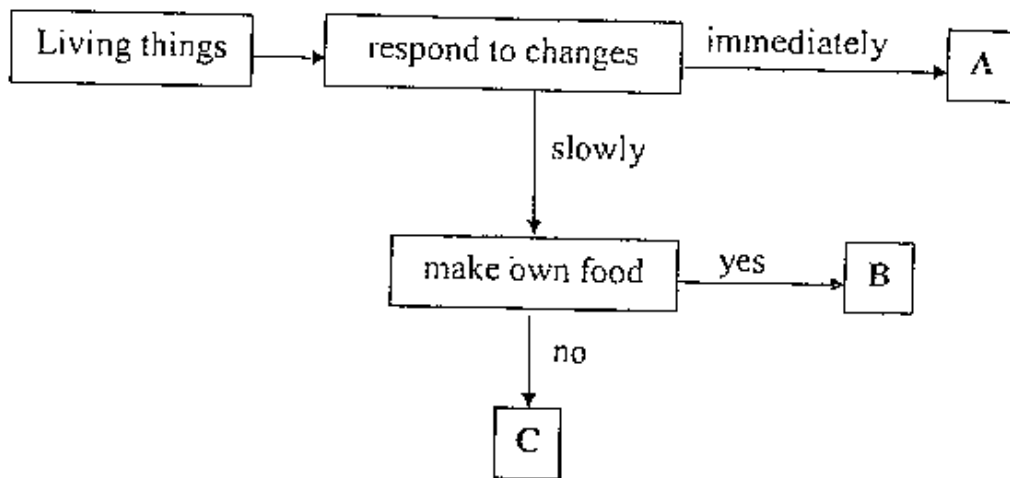 Living things
respond to changes
immediately
A
slowly
make own food
yes
B
no
C